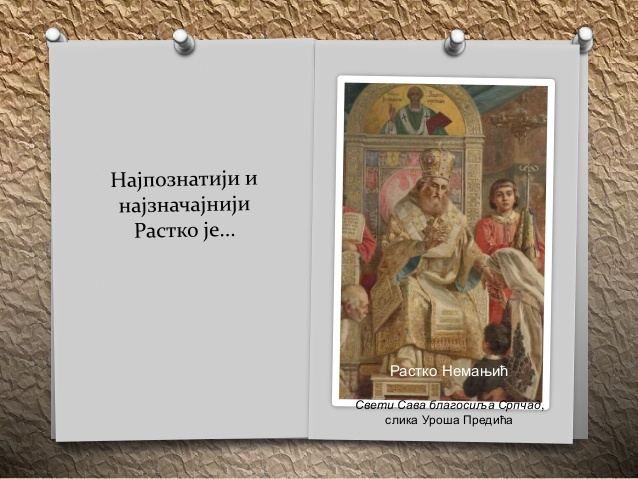 Најпознатији и
најзначајнији
Растко је...
Растко Немањић
Свети Сава благосиља Српчад,
слика Уроша Предића